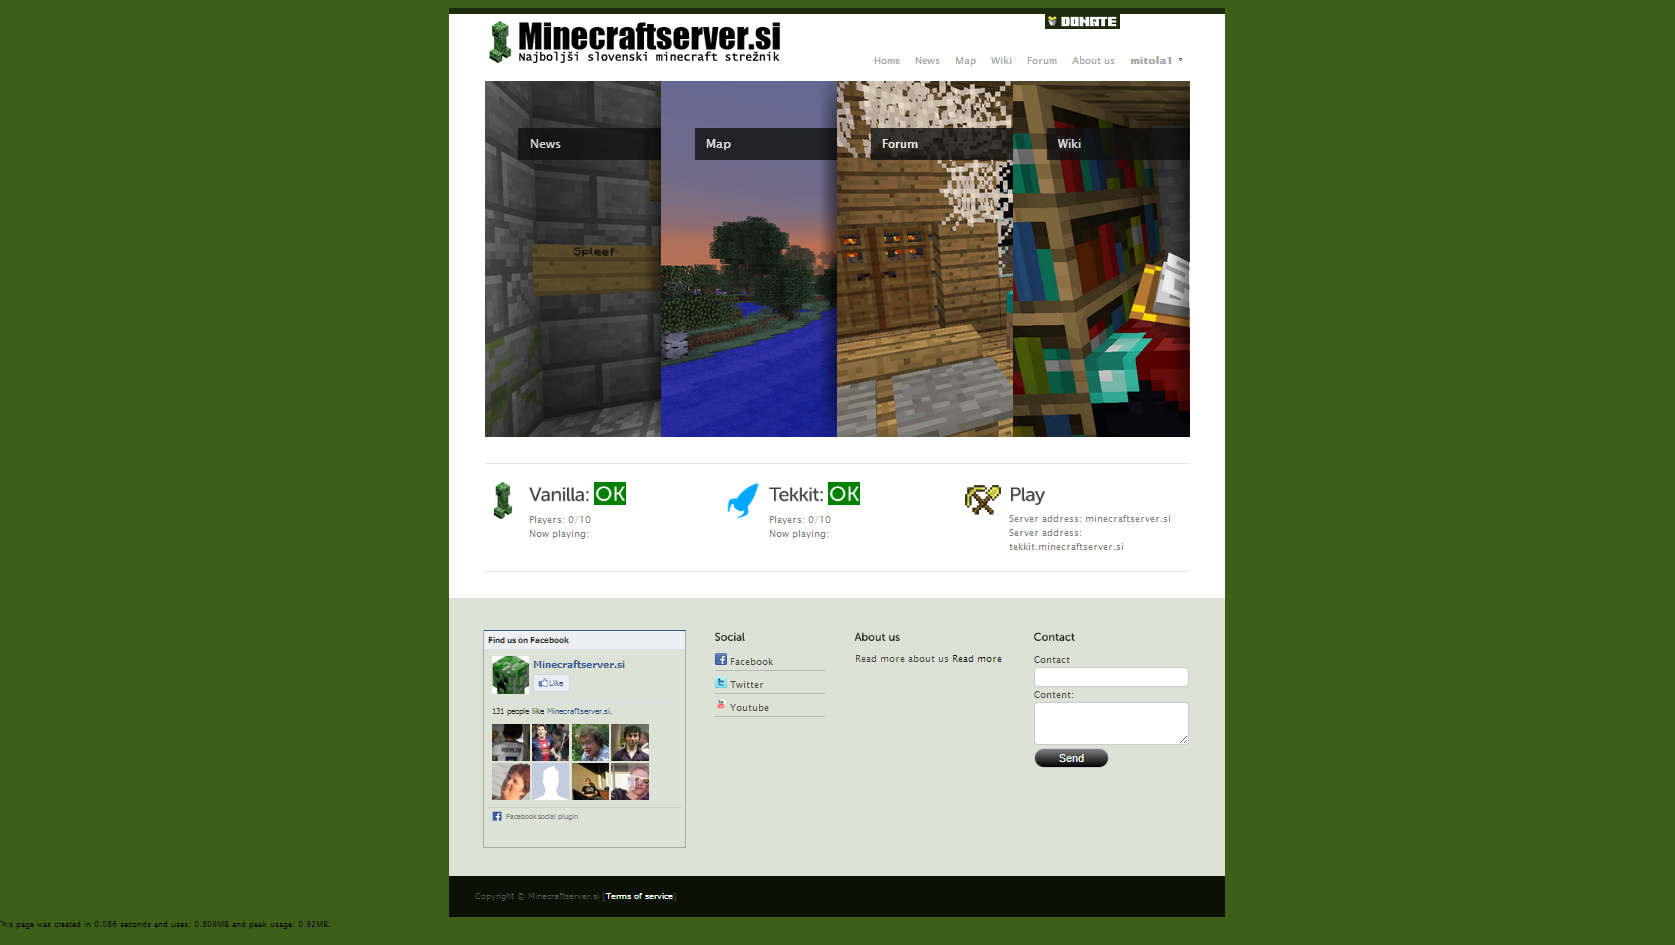 DONATE
Minecraftserver.si
Najboljši slovenski minecraft strežnik
Home News Map Wiki Forum About us mitola1
News
Map
Forum
Wiki
Spleef
Vanilla: OK
Players: 0/10
Now playing:
Tekkit: OK
Players: 0/10
Now playing:
Play
Server address: minecraftserver.si
Server address:
tekkit.minecraftserver.si
Find us on Facebook
Minecraftserver.si
Like
131 people like Minecraftserver.si.
RONALDO
Facebook social plugin
Social
Facebook
Twitter
Youtube
About us
Read more about us Read more
Contact
Contact
Content:
Send
Copyright © Minecraftserver.si [Terms of service]
This page was created in 0.086 seconds and uses: 0.809MB and peak usage: 0.92MB.